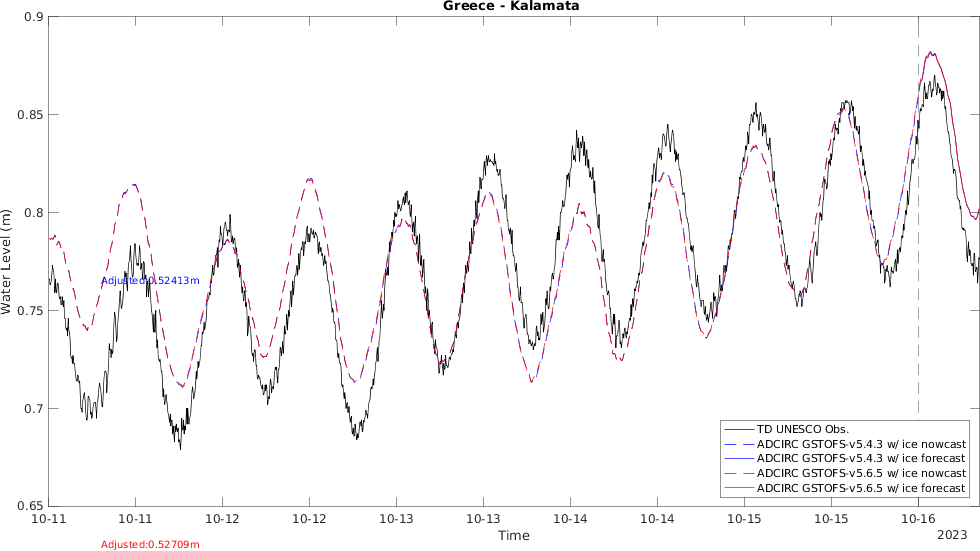 Greece - Kalamata
0.9
0.85
0.8
0.75
0.7
0.65
Water Level (m)
Adjusted:0.52413m
TD UNESCO Obs.
ADCIRC GSTOFS-v5.4.3 w/ ice nowcast
ADCIRC GSTOFS-v5.4.3 w/ ice forecast
ADCIRC GSTOFS-v5.6.5 w/ ice nowcast
ADCIRC GSTOFS-v5.6.5 w/ ice forecast
10-11 10-11 10-12 10-12 10-13 10-13 10-14 10-14 10-15 10-15 10-16
Time
2023
Adjusted:0.52709m